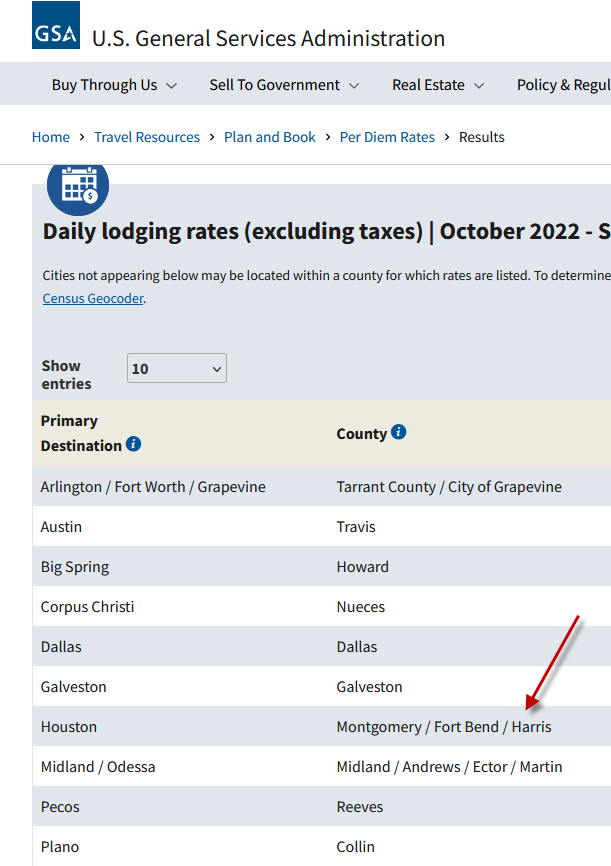 GSA U.S. General Services Administration
Buy Through Us Sell To Government Real Estate Policy & Regul
Home > Travel Resources > Plan and Book > Per Diem Rates > Results
$
Daily lodging rates (excluding taxes) | October 2022 - S
Cities not appearing below may be located within a county for which rates are listed. To determine
Census Geocoder.
Show
entries
10
Primary
Destination i
County i
Arlington / Fort Worth / Grapevine Tarrant County / City of Grapevine
Austin Travis
Big Spring Howard
Corpus Christi Nueces
Dallas Dallas
Galveston Galveston
Houston Montgomery / Fort Bend / Harris
Midland / Odessa Midland / Andrews / Ector / Martin
Pecos Reeves
Plano Collin